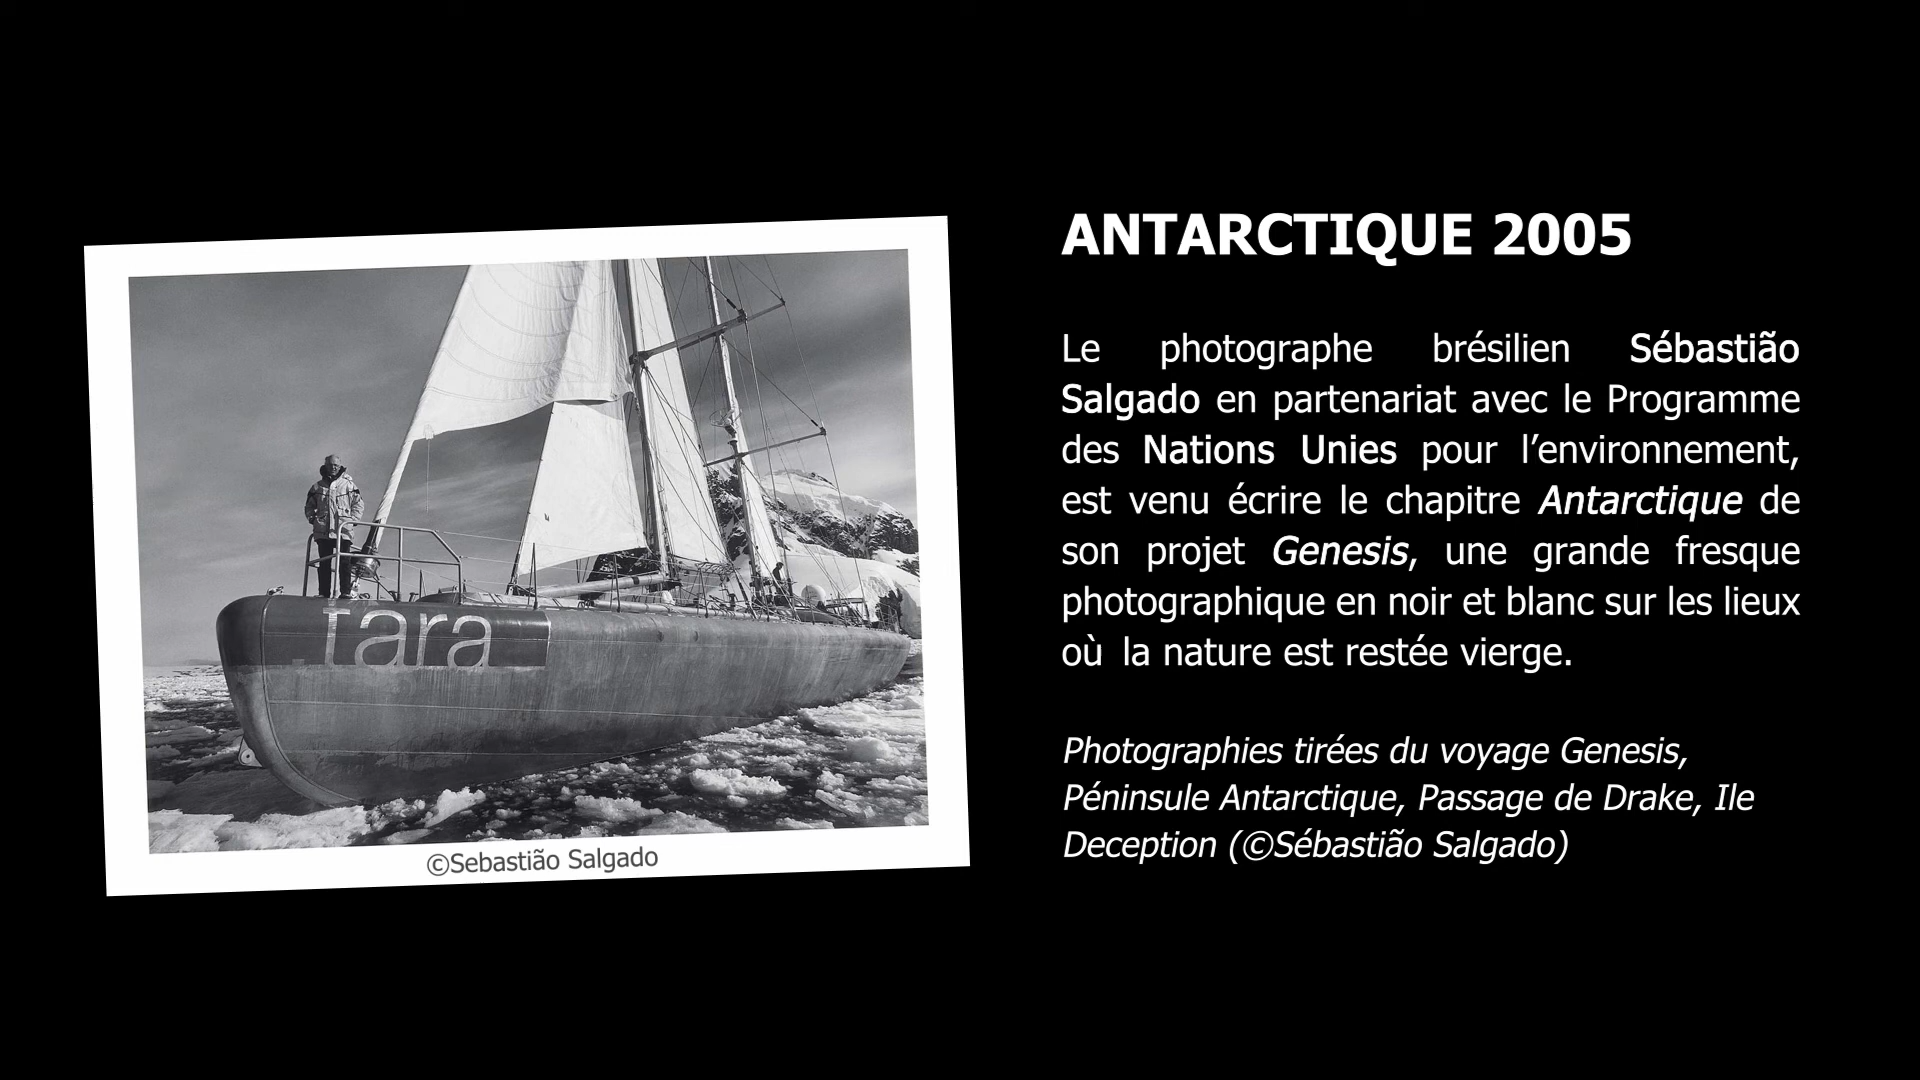 tara
©Sebastião Salgado
ANTARCTIQUE 2005
Le photographe brésilien Sébastião
Salgado en partenariat avec le Programme
des Nations Unies pour l’environnement,
est venu écrire le chapitre Antarctique de
son projet Genesis, une grande fresque
photographique en noir et blanc sur les lieux
où la nature est restée vierge.
Photographies tirées du voyage Genesis,
Péninsule Antarctique, Passage de Drake, Ile
Deception (©Sébastião Salgado)